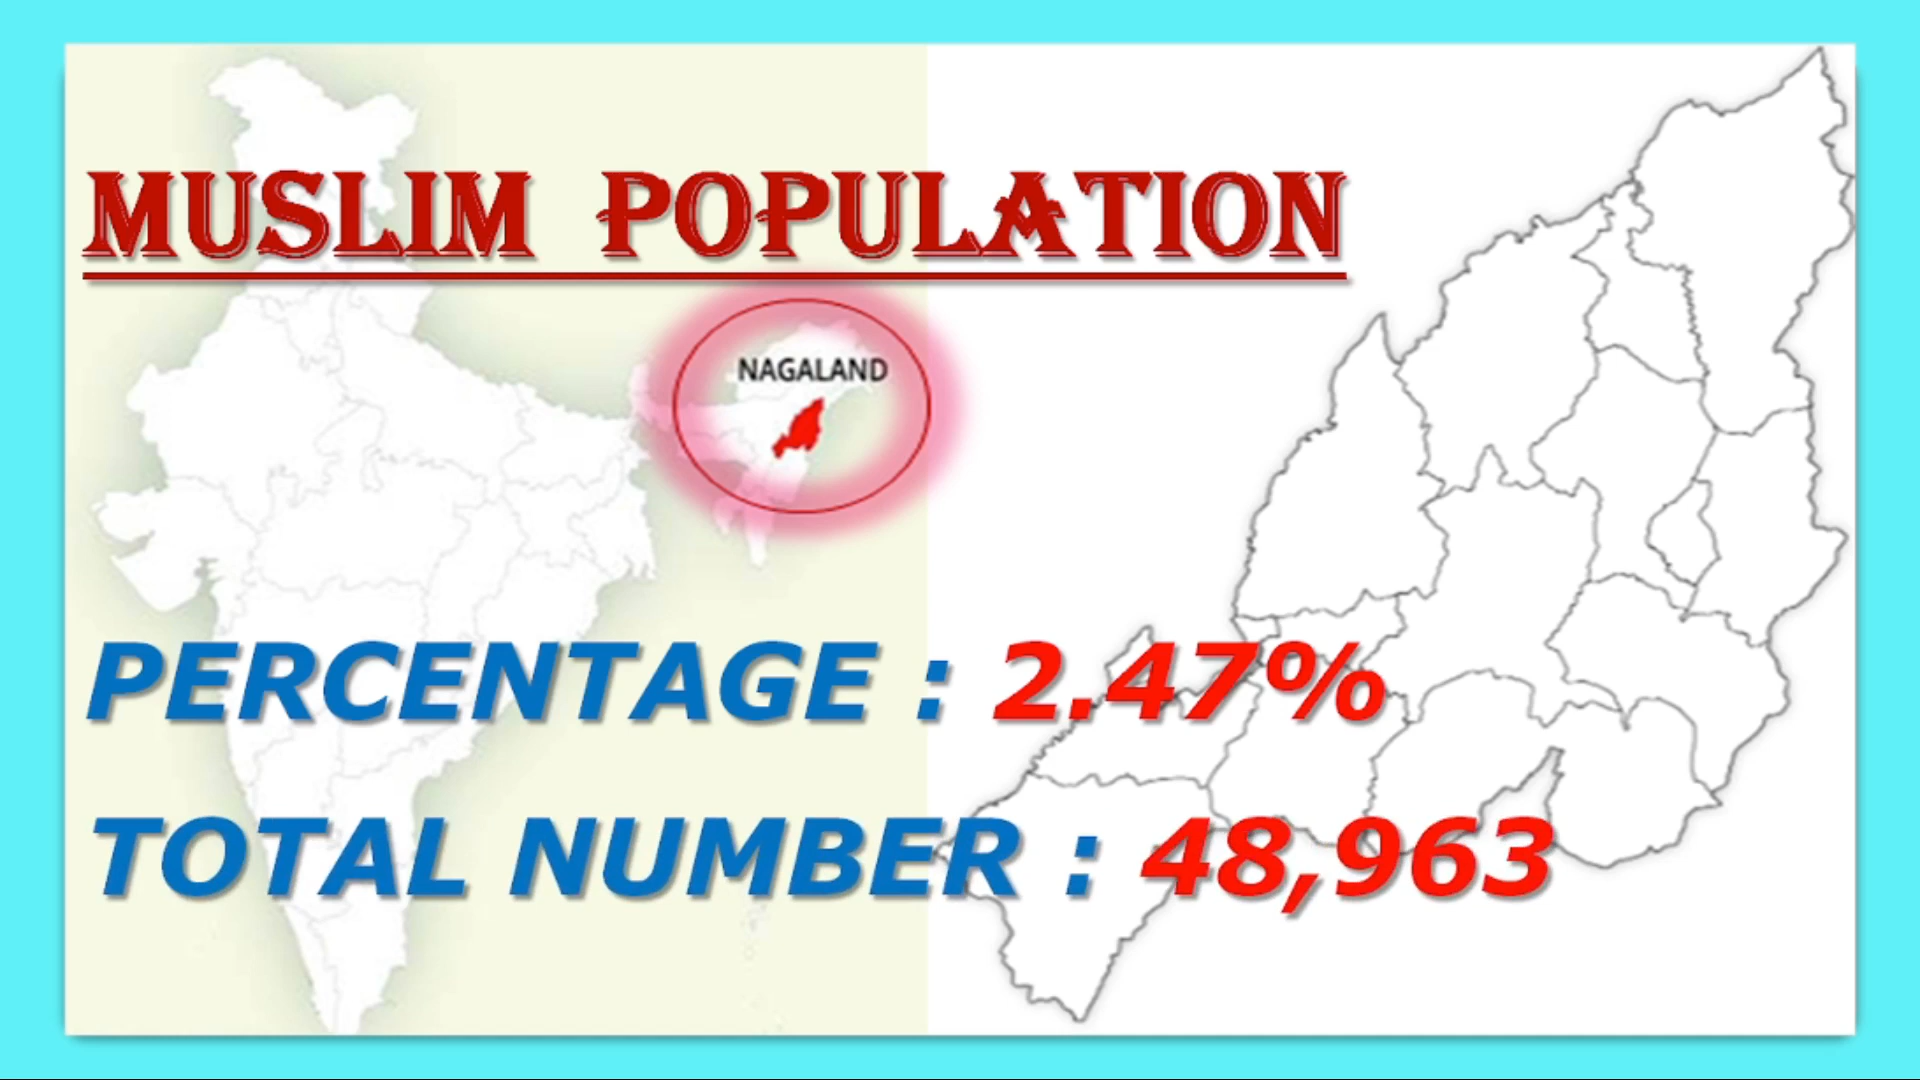 MUSLIM POPULATION
NAGALAND
PERCENTAGE : 2.47%
TOTAL NUMBER : 48,963